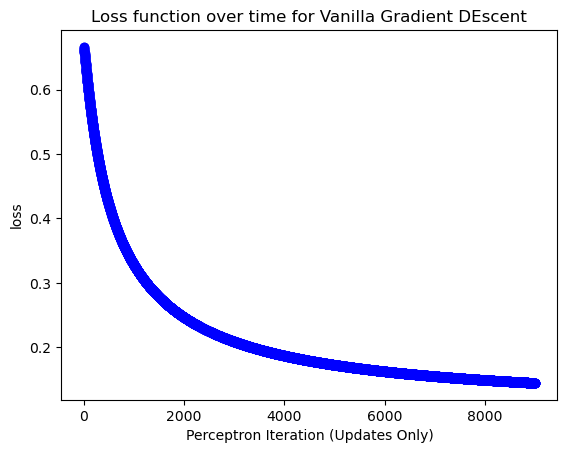 Loss function over time for Vanilla Gradient DEscent
loss
0.6
0.5
0.4
0.3
0.2
0 2000 4000 6000 8000
Perceptron Iteration (Updates Only)